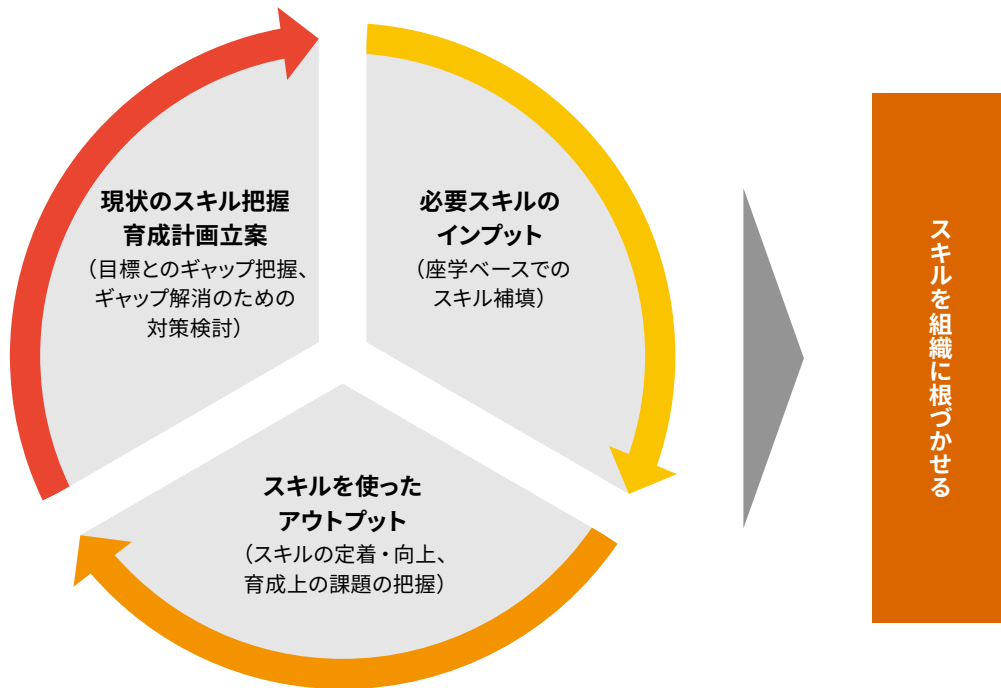 現状のスキル把握
育成計画立案
（目標とのギャップ把握、
ギャップ解消のための
対策検討）
必要スキルの
インプット
（座学ベースでの
スキル補填）
スキルを使った
アウトプット
（スキルの定着・向上、
育成上の課題の把握）
スキルを組織に根づかせる